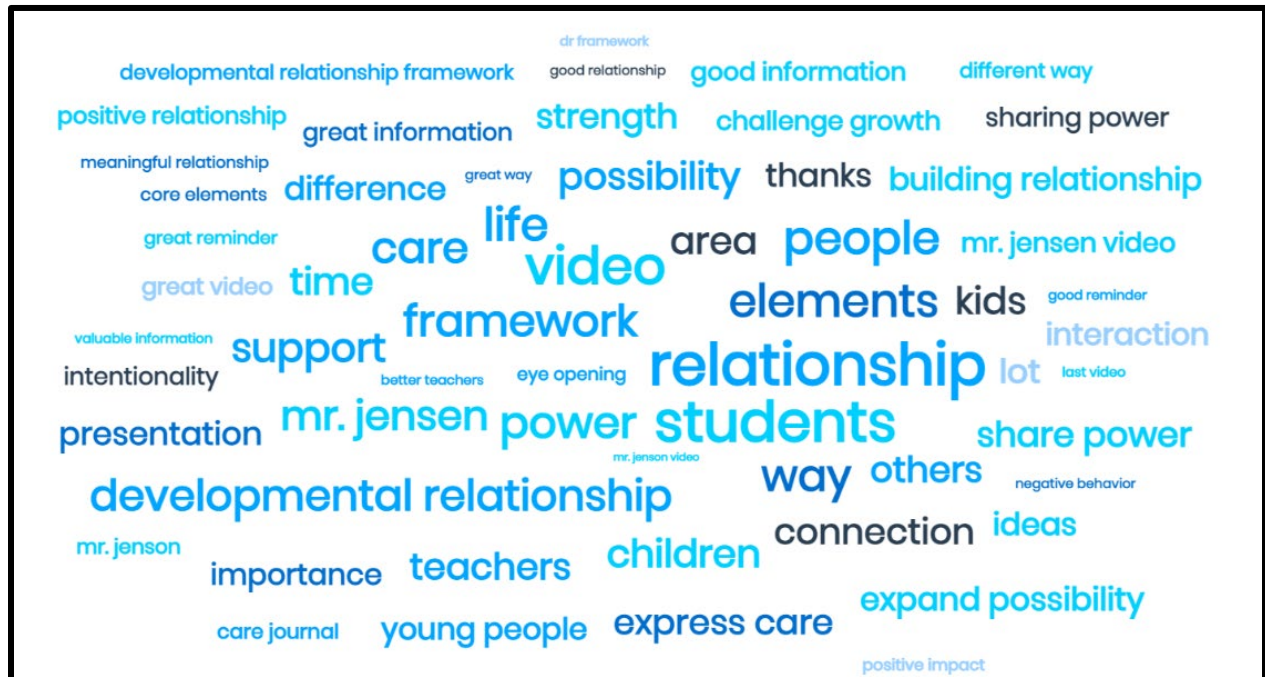 dr framework
developmental relationship framework good relationship good information different way
positive relationship great information strength challenge growth sharing power
meaningful relationship
core elements difference great way possibility thanks building relationship
great reminder care life video area people mr. jensen video
great video time framework elements kids good reminder
valuable information support interaction
intentionality better teachers eye opening relationship lot last video
presentation mr. jensen power students share power
mr. jenson video
developmental relationship way others negative behavior
mr. jenson connection ideas
importance teachers children
care journal young people express care expand possibility
positive impact